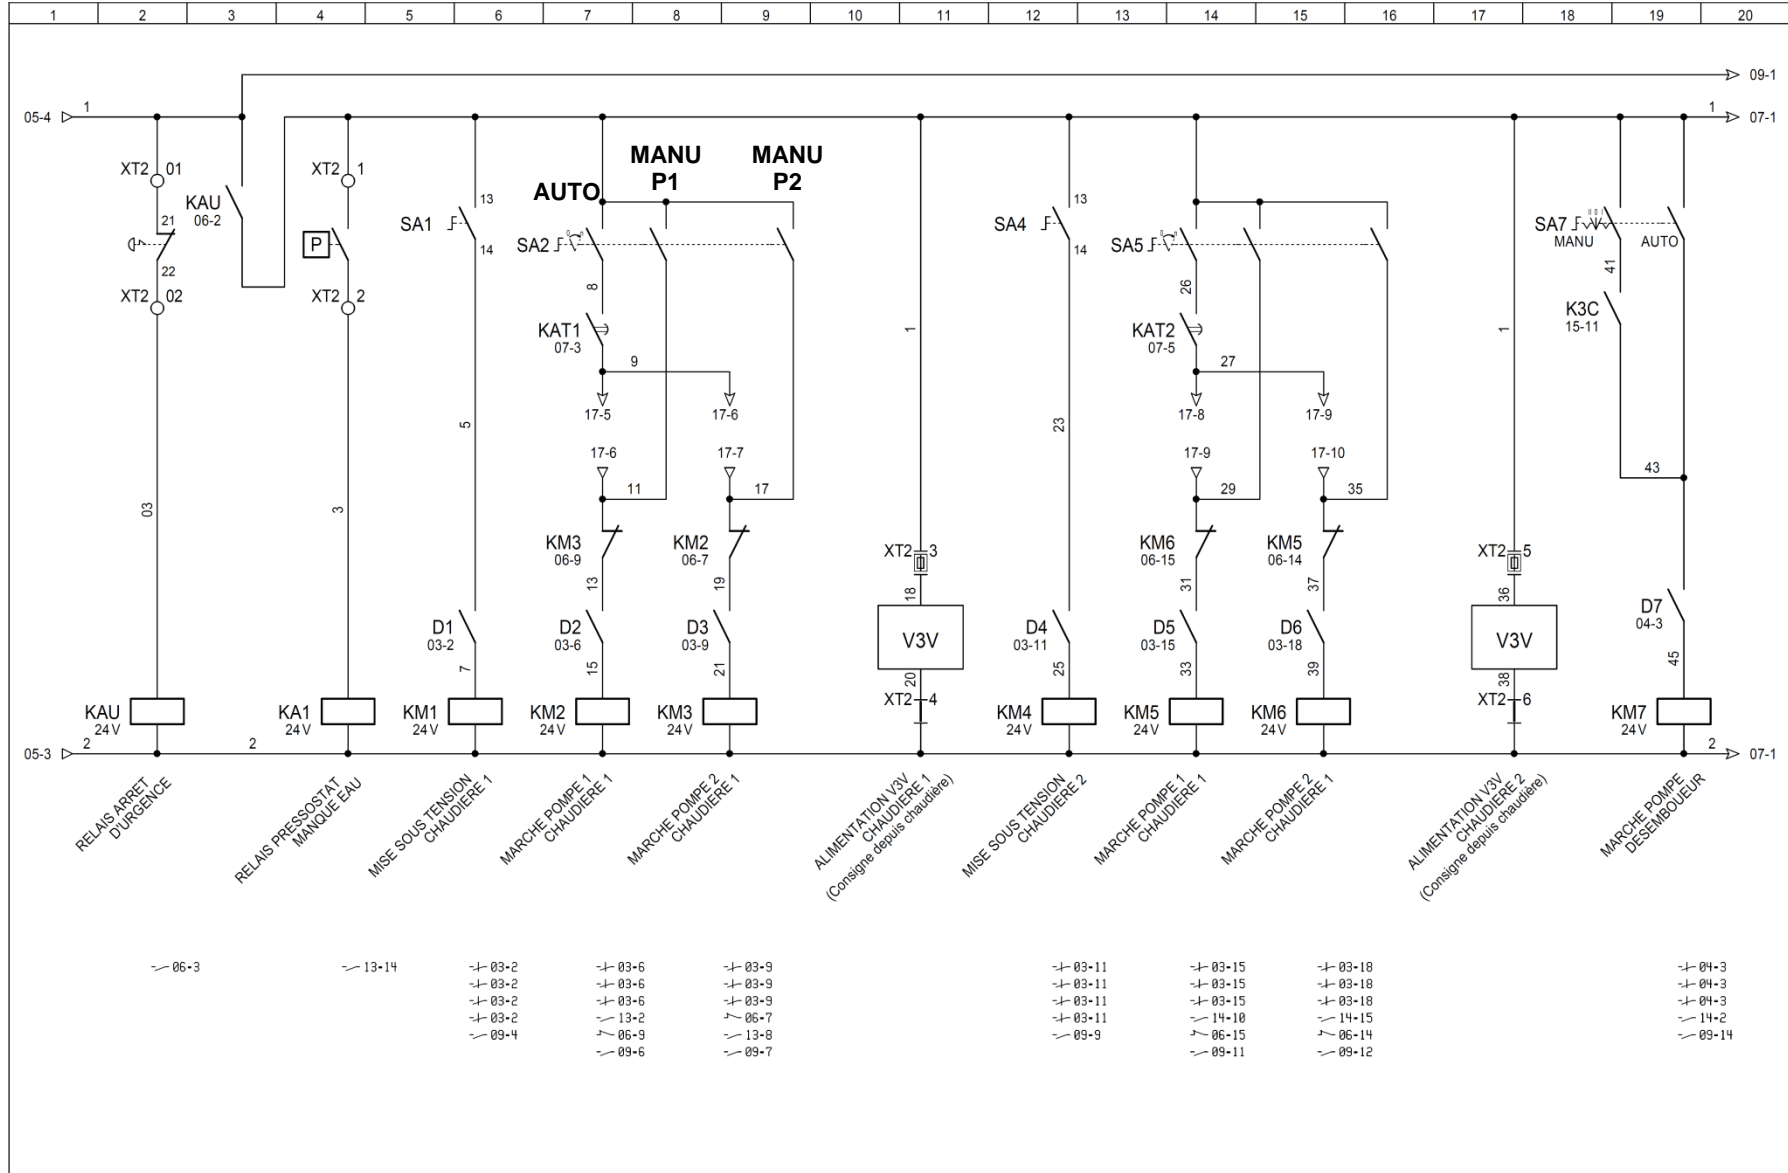 1 2 3 4 5 6 7 8 9 10 11 12 13 14 15 16 17 18 19 20
09-1
05-4 1 1 07-1
MANU P1
MANU P2
AUTO
XT2 01
XT2 1
KAU
06-2
21
22
XT2 02
P
XT2 2
SA1
13
14
SA2
8
KAT1
07-3
9
17-5
17-6
17-6
17-7
11
17
SA4
13
14
SA5
26
KAT2
07-5
27
17-8
17-9
17-9
17-10
29
35
SA7
MANU
AUTO
41
K3C
15-11
43
03
3
5
1
23
1
KM3
06-9
KM2
06-7
XT2 3
KM6
06-15
KM5
06-14
XT2 5
13
19
18
31
37
36
D1
03-2
D2
03-6
D3
03-9
V3V
D4
03-11
D5
03-15
D6
03-18
V3V
D7
04-3
7
15
21
20
25
33
39
38
45
XT2 4
XT2 6
KAU
24V
KA1
24V
KM1
24V
KM2
24V
KM3
24V
KM4
24V
KM5
24V
KM6
24V
KM7
24V
05-3 2 2 2 07-1
RELAIS ARRET
D'URGENCE
RELAIS PRESSOSTAT
MANQUE EAU
MISE SOUS TENSION
CHAUDIERE 1
MARCHE POMPE 1
CHAUDIERE 1
MARCHE POMPE 2
CHAUDIERE 1
ALIMENTATION V3V
CHAUDIERE 1
(Consigne depuis chaudière)
MISE SOUS TENSION
CHAUDIERE 2
MARCHE POMPE 1
CHAUDIERE 1
MARCHE POMPE 2
CHAUDIERE 1
ALIMENTATION V3V
CHAUDIERE 2
(Consigne depuis chaudière)
MARCHE POMPE
DESEMBOUEUR
06-3
13-14
03-2
03-2
03-2
03-2
09-4
03-6
03-6
03-6
13-2
06-9
09-6
03-9
03-9
03-9
06-7
13-8
09-7
03-11
03-11
03-11
03-11
09-9
03-15
03-15
03-15
14-10
06-15
09-11
03-18
03-18
03-18
14-15
06-14
09-12
04-3
04-3
04-3
14-2
09-14